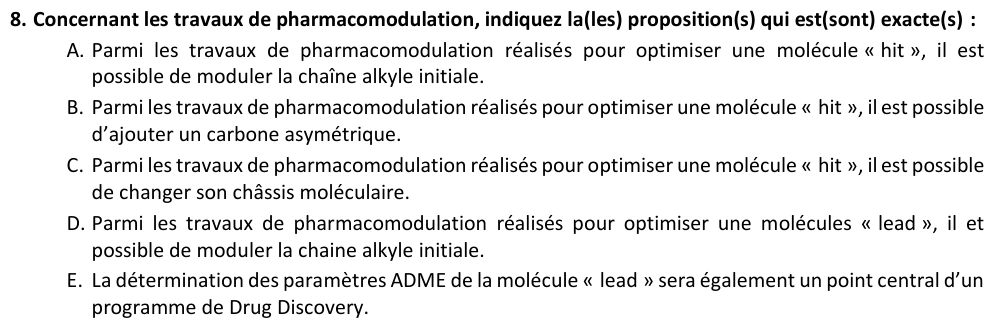 8. Concernant les travaux de pharmacomodulation, indiquez la(les) proposition(s) qui est(sont) exacte(s) :
A. Parmi les travaux de pharmacomodulation réalisés pour optimiser une molécule « hit », il est
possible de moduler la chaîne alkyle initiale.
B. Parmi les travaux de pharmacomodulation réalisés pour optimiser une molécule « hit », il est possible
d’ajouter un carbone asymétrique.
C. Parmi les travaux de pharmacomodulation réalisés pour optimiser une molécule « hit », il est possible
de changer son châssis moléculaire.
D. Parmi les travaux de pharmacomodulation réalisés pour optimiser une molécules « lead », il et
possible de moduler la chaine alkyle initiale.
E. La détermination des paramètres ADME de la molécule « lead » sera également un point central d’un
programme de Drug Discovery.